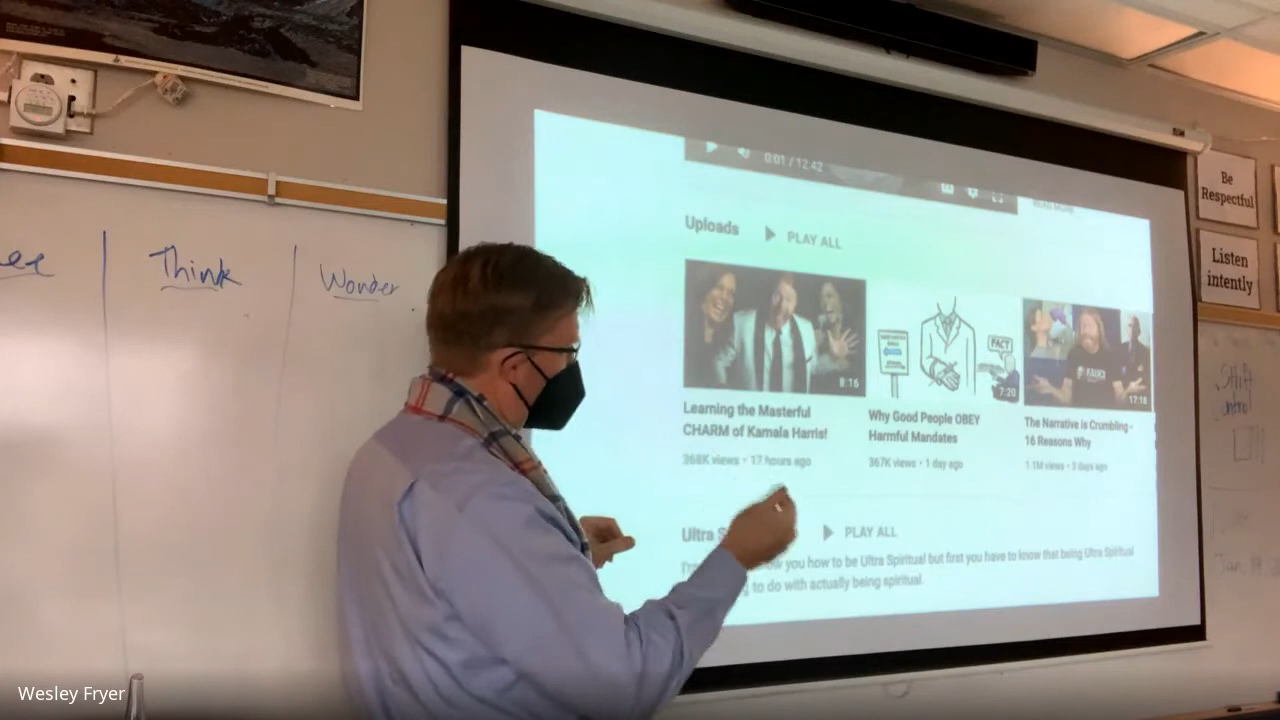 Think
Wonder
0:01 / 12:42
Uploads
PLAY ALL
8:16
Learning the Masterful
CHARM of Kamala Harris!
368K views • 17 hours ago
FACT
7:20
Why Good People OBEY
Harmful Mandates
367K views • 1 day ago
17:18
The Narrative is Crumbling -
16 Reasons Why
1.1M views • 3 days ago
Ultra
PLAY ALL
you how to be Ultra Spiritual but first you have to know that being Ultra Spiritual
to do with actually being spiritual.
Be
Respectful
Listen
intently
Wesley Fryer